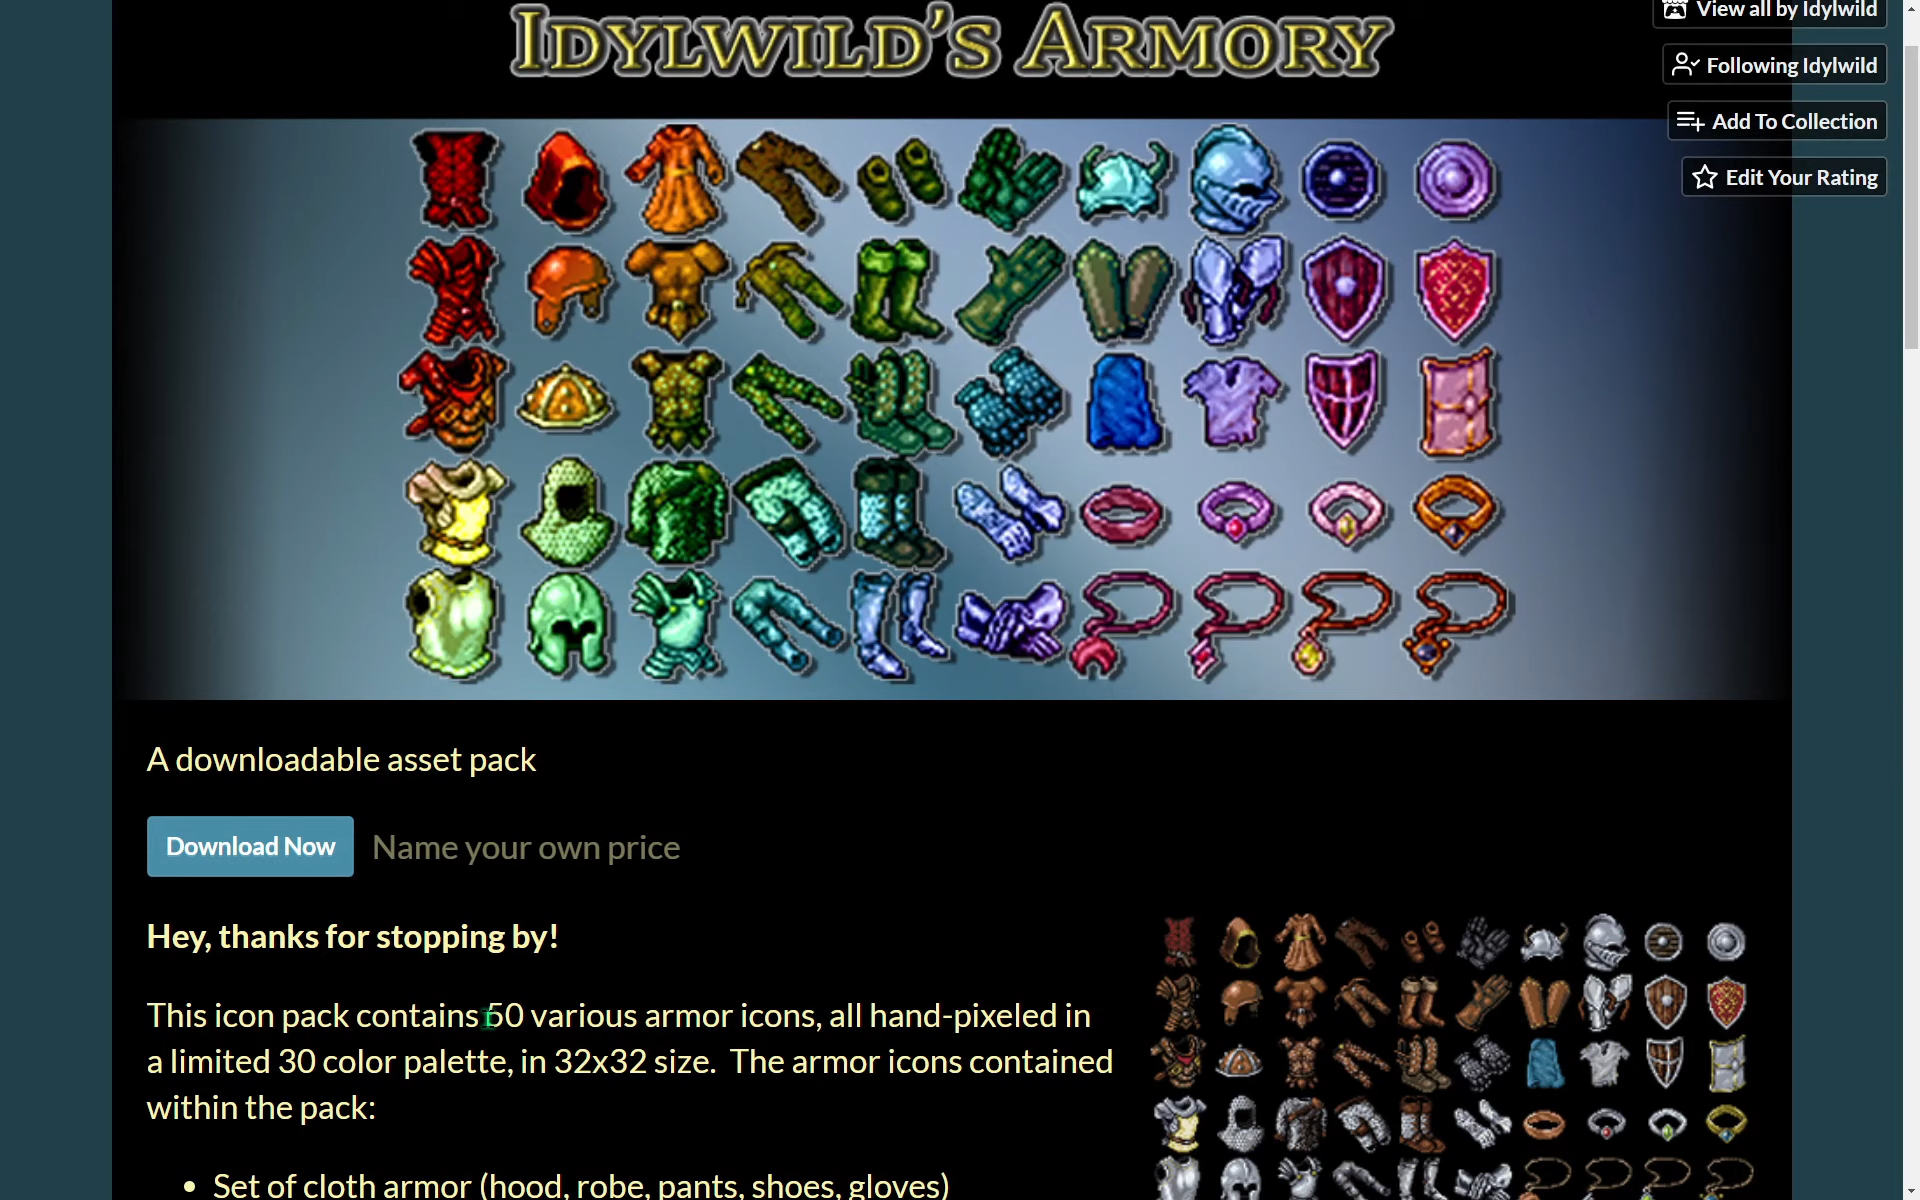 IDYLWILD'S ARMORY
View all by Idylwild
Following Idylwild
Add To Collection
Edit Your Rating
A downloadable asset pack
Download Now
Name your own price
Hey, thanks for stopping by!
This icon pack contains 50 various armor icons, all hand-pixeled in
a limited 30 color palette, in 32x32 size.  The armor icons contained
within the pack:
• Set of cloth armor (hood, robe, pants, shoes, gloves)